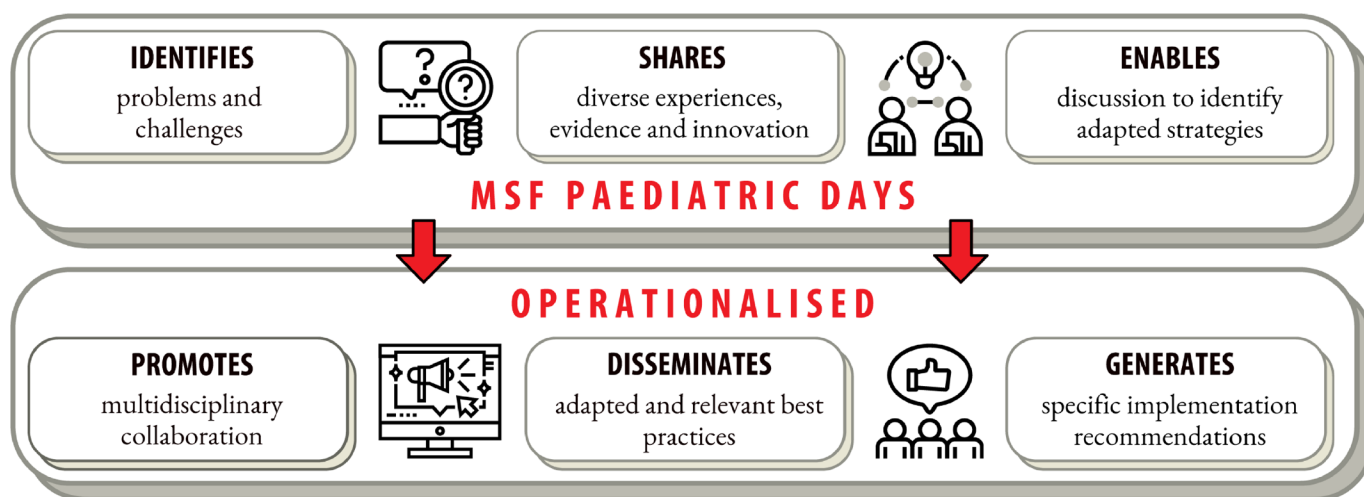 IDENTIFIES
problems and
challenges
?
?
SHARES
diverse experiences,
evidence and innovation
ENABLES
discussion to identify
adapted strategies
MSF PAEDIATRIC DAYS
OPERATIONALISED
PROMOTES
multidisciplinary
collaboration
DISSEMINATES
adapted and relevant best
practices
GENERATES
specific implementation
recommendations